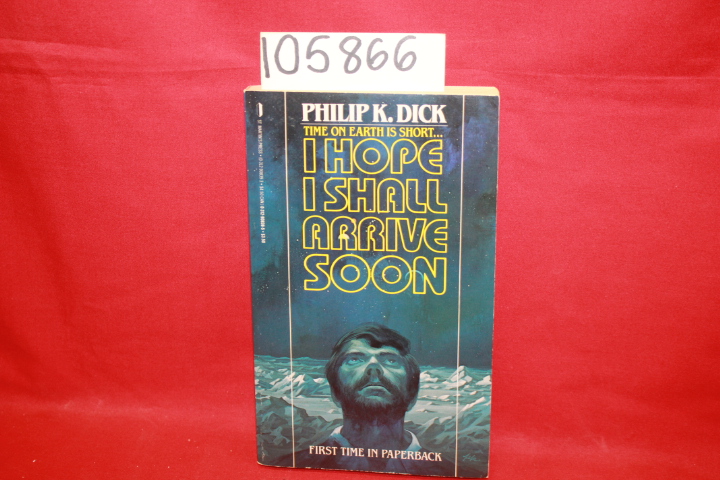 105866
PHILIP K. DICK
TIME ON EARTH IS SHORT...
I HOPE
I SHALL
ARRIVE
SOON
FIRST TIME IN PAPERBACK